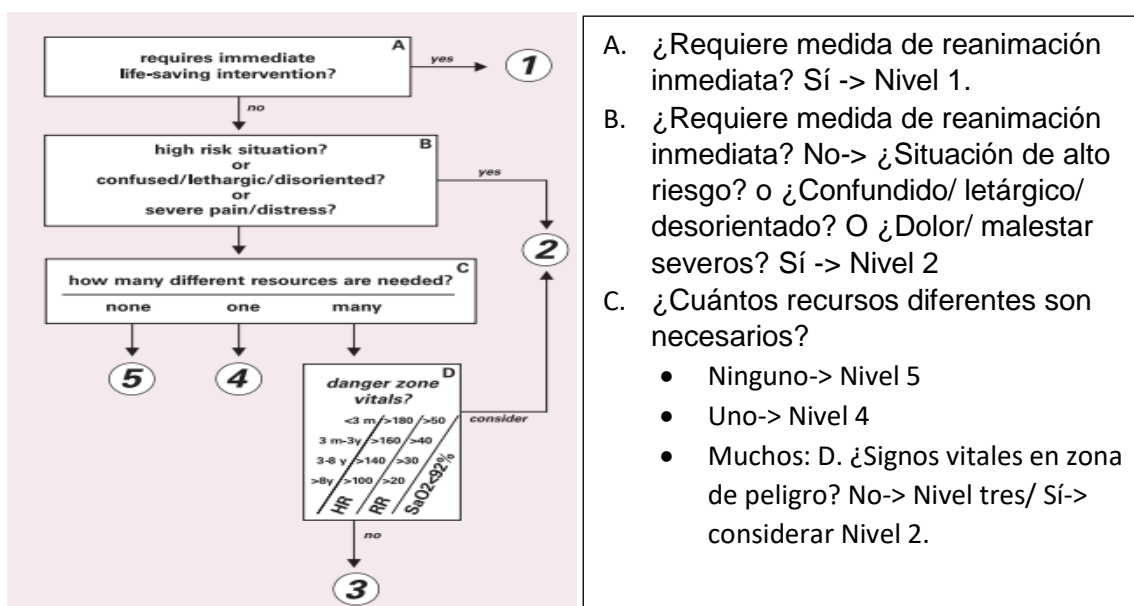 A
requires immediate
life-saving intervention?
yes
1
no
B
high risk situation?
or
confused/lethargic/disoriented?
or
severe pain/distress?
yes
2
C
how many different resources are needed?
none one many
5
4
D
danger zone
vitals?
<3 m >180 >50
3 m-3y >160 >40
3-8 y >140 >30
>8y >100 >20
HR RR SaO2<92%
consider
no
3
A. ¿Requiere medida de reanimación
inmediata? Sí -> Nivel 1.
B. ¿Requiere medida de reanimación
inmediata? No-> ¿Situación de alto
riesgo? o ¿Confundido/ letárgico/
desorientado? O ¿Dolor/ malestar
severos? Sí -> Nivel 2
C. ¿Cuántos recursos diferentes son
necesarios?
• Ninguno-> Nivel 5
• Uno-> Nivel 4
• Muchos: D. ¿Signos vitales en zona
de peligro? No-> Nivel tres/ Sí->
considerar Nivel 2.